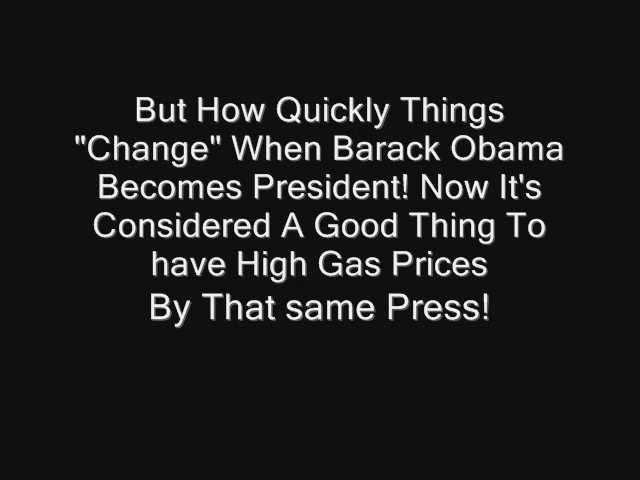 But How Quickly Things
"Change" When Barack Obama
Becomes President! Now It's
Considered A Good Thing To
have High Gas Prices
By That same Press!